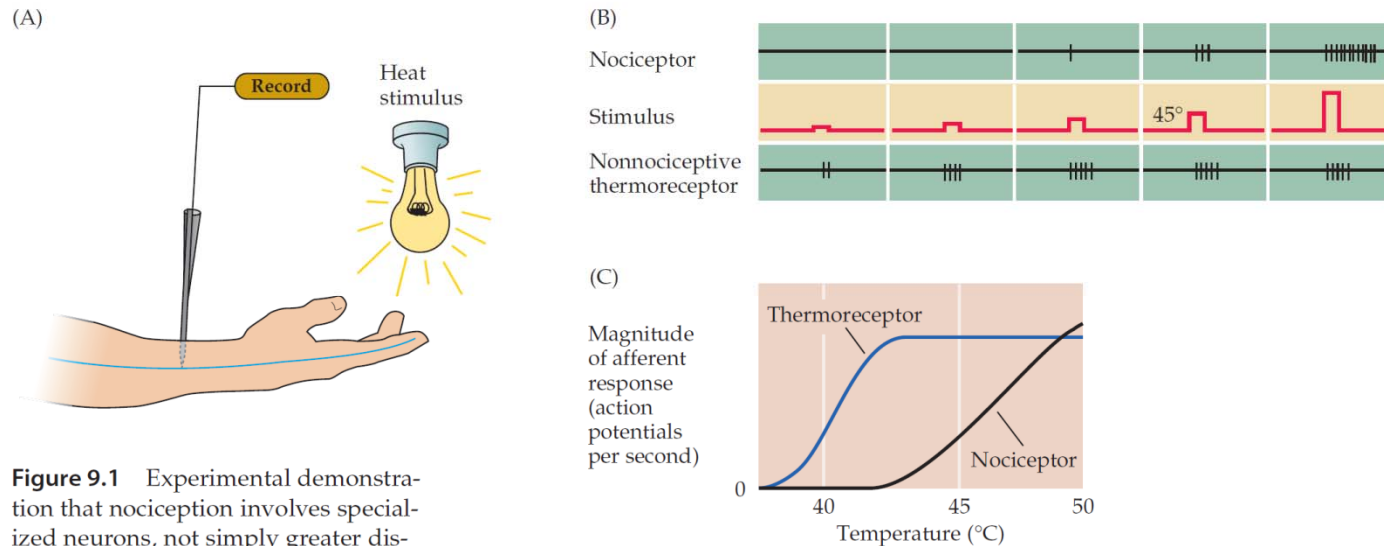 (A)
Record
Heat
stimulus
Figure 9.1 Experimental demonstra-
tion that nociception involves special-
ized neurons, not simply greater dis-
(B)
Nociceptor
Stimulus
45°
Nonnociceptive
thermoreceptor
(C)
Magnitude
of afferent
response
(action
potentials
per second)
Thermoreceptor
Nociceptor
0
40
45
50
Temperature (°C)